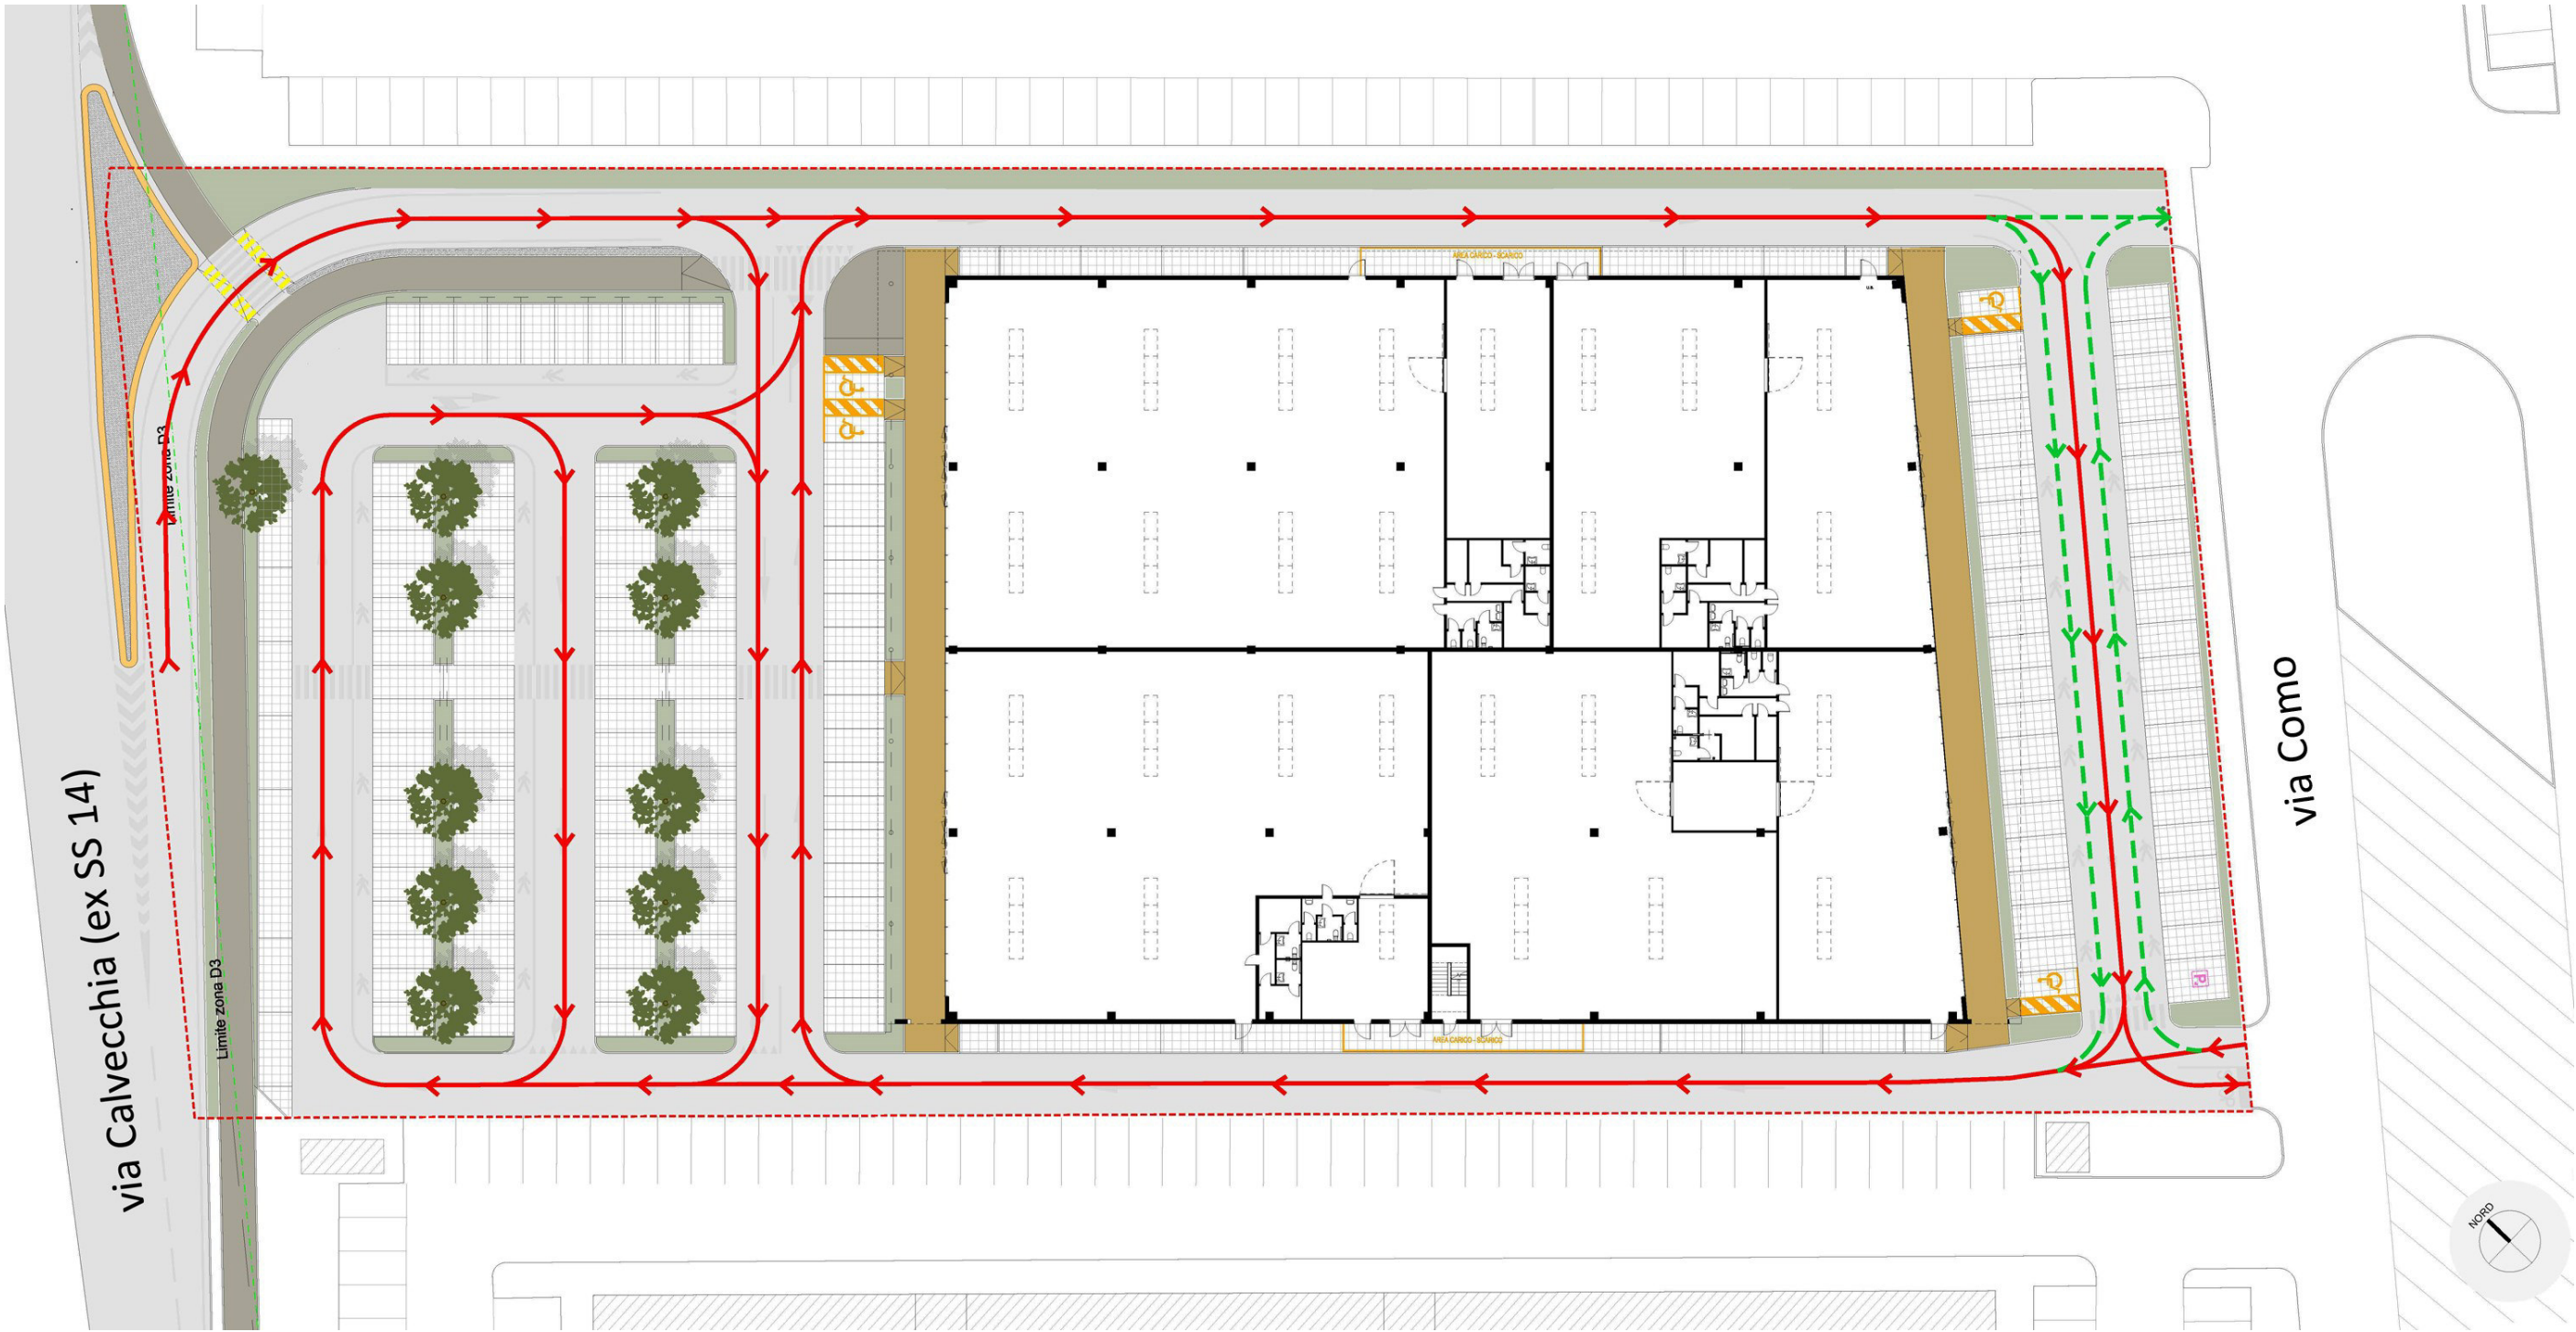 AREA CARICO - SCARICO
Limite zona D3
via Calvecchia (ex SS 14)
Limite zona D3
via Como
P.
AREA CARICO - SCARICO
NORD